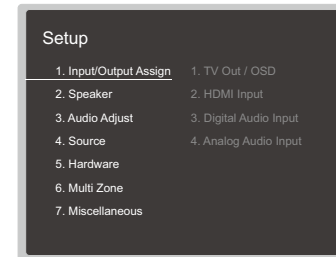 Setup
1. Input/Output Assign
2. Speaker
3. Audio Adjust
4. Source
5. Hardware
6. Multi Zone
7. Miscellaneous
1. TV Out / OSD
2. HDMI Input
3. Digital Audio Input
4. Analog Audio Input